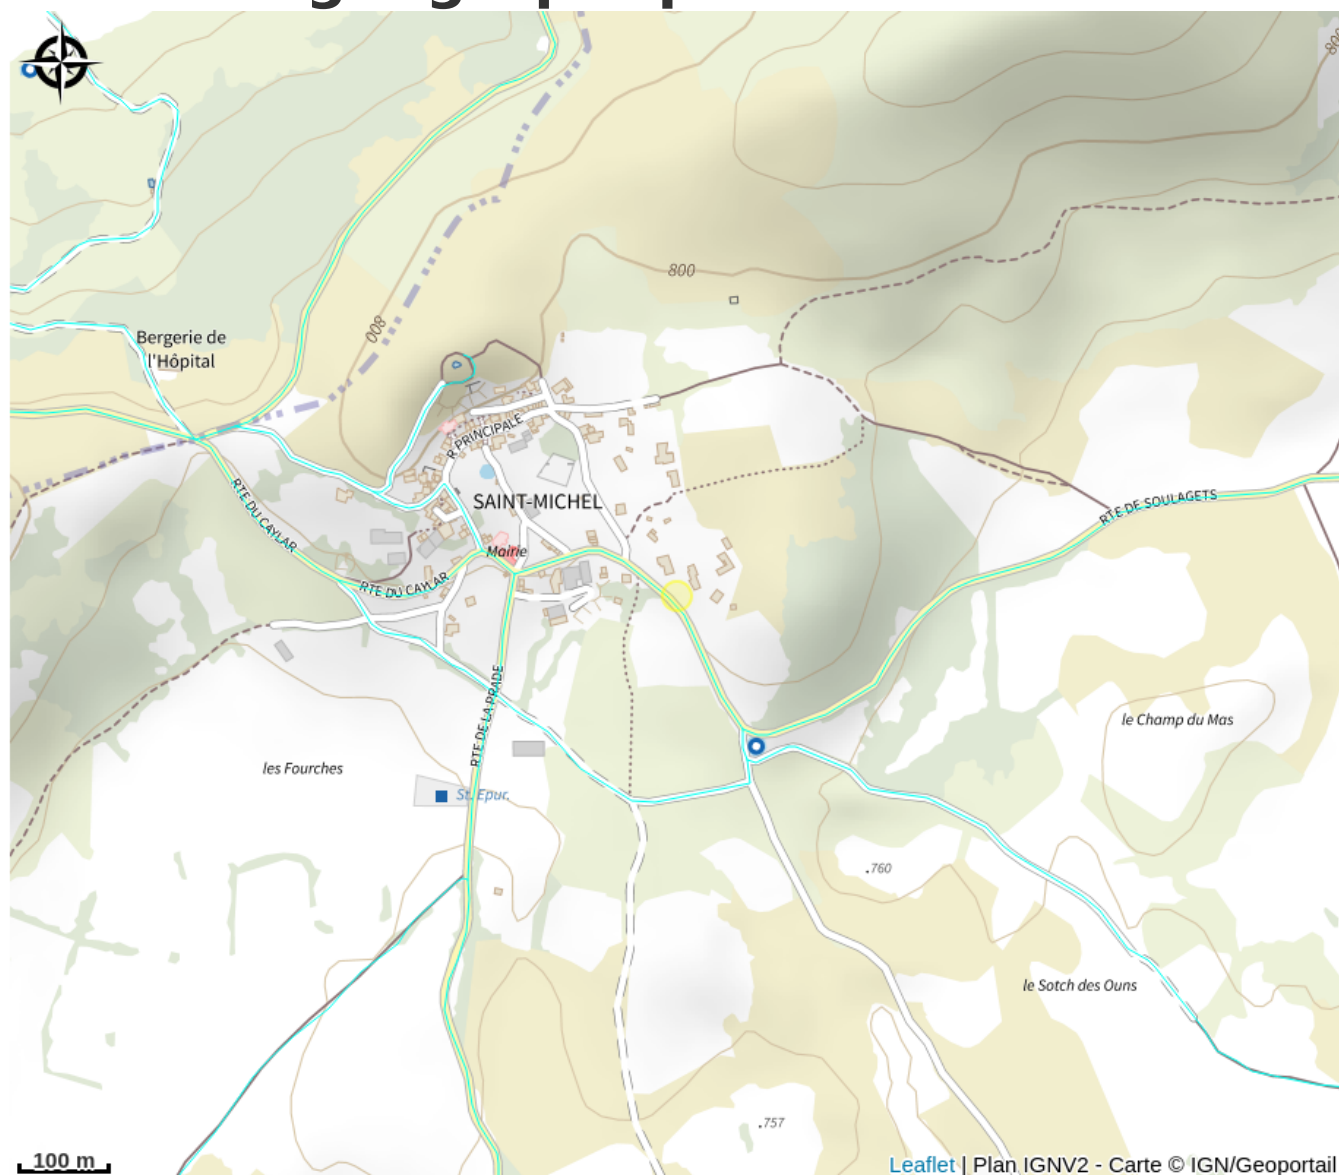 800
800
800
Bergerie de
l'Hôpital
R PRINCIPALE
SAINT-MICHEL
RTE DU CAYLAR
Mairie
RTE DE SOULAGETS
RTE DU CAYLAR
RTE DE LA PRADE
le Champ du Mas
les Fourches
St. Epur.
.760
le Sotch des Ouns
.757
100 m
Leaflet | Plan IGNV2 - Carte © IGN/Geoportail